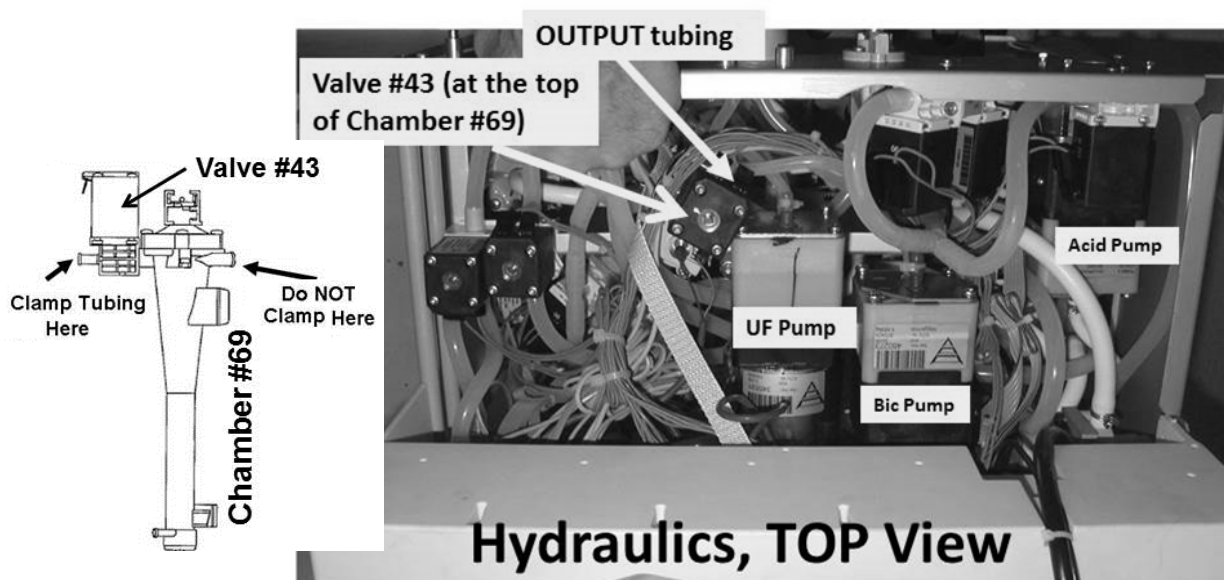 OUTPUT tubing
Valve #43 (at the top
of Chamber #69)
Valve #43
Clamp Tubing
Here
Do NOT
Clamp Here
Chamber #69
Acid Pump
UF Pump
Bic Pump
Hydraulics, TOP View